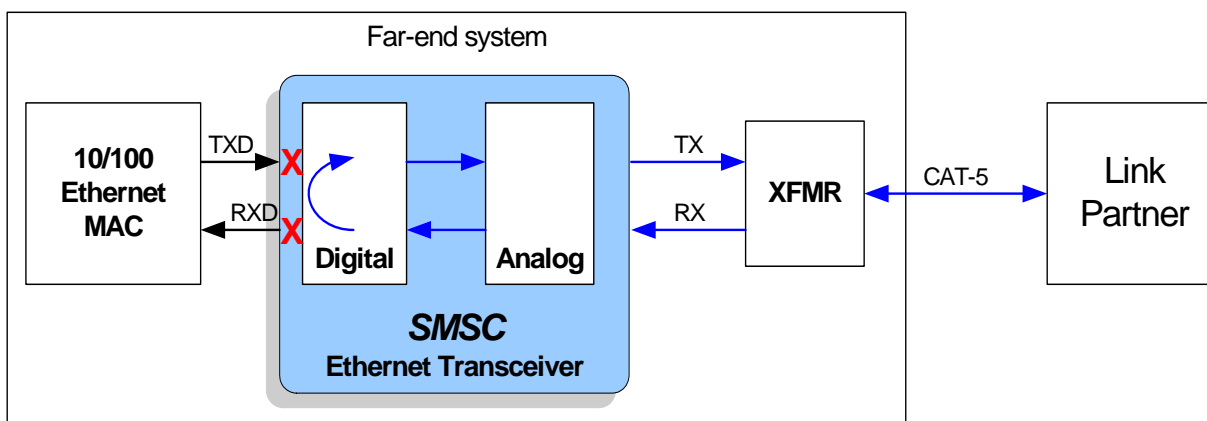 Far-end system
10/100
Ethernet
MAC
TXD
RXD
X
X
Digital
Analog
SMSC
Ethernet Transceiver
TX
RX
XFMR
CAT-5
Link
Partner